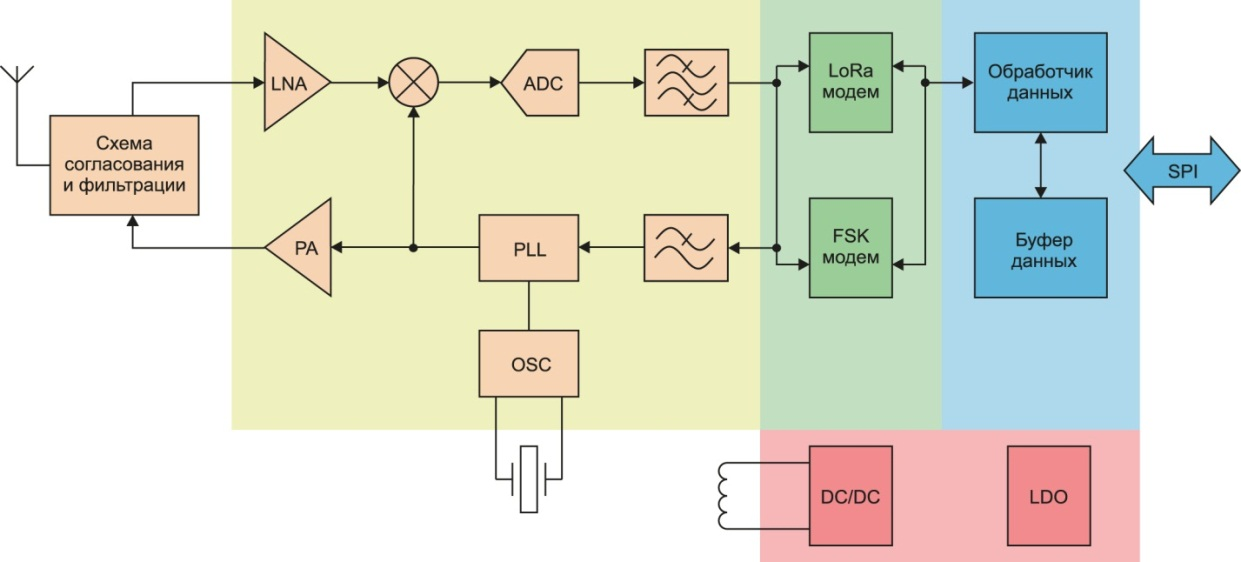 LNA
ADC
LoRa
модем
Обработчик
данных
Схема
согласования
и фильтрации
SPI
PA
PLL
FSK
модем
Буфер
данных
OSC
DC/DC
LDO